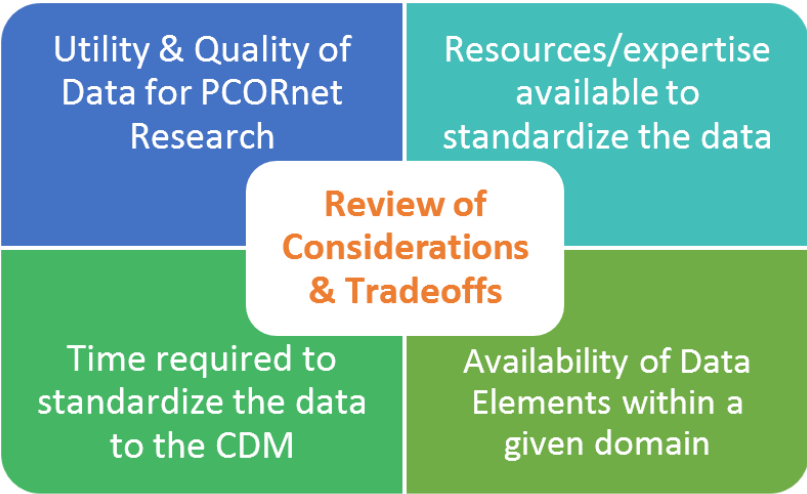 Utility & Quality of
Data for PCORnet
Research
Resources/expertise
available to
standardize the data
Review of
Considerations
& Tradeoffs
Time required to
standardize the data
to the CDM
Availability of Data
Elements within a
given domain